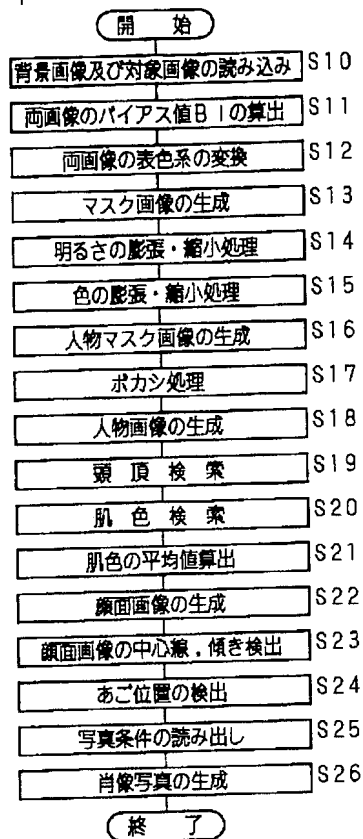 開 始
背景画像及び対象画像の読み込み S10
両画像のバイアス値BIの算出 S11
両画像の表色系の変換 S12
マスク画像の生成 S13
明るさの膨張・縮小処理 S14
色の膨張・縮小処理 S15
人物マスク画像の生成 S16
ボカシ処理 S17
人物画像の生成 S18
頭 頂 検 索 S19
肌 色 検 索 S20
肌色の平均値算出 S21
顔面画像の生成 S22
顔面画像の中心線,傾き検出 S23
あご位置の検出 S24
写真条件の読み出し S25
肖像写真の生成 S26
終 了